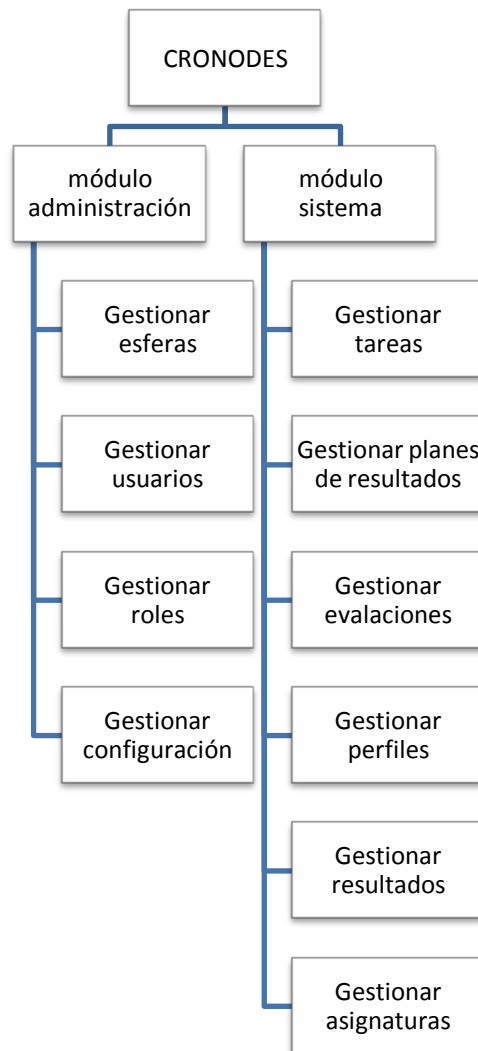 CRONODES
módulo
administración
Gestionar
esferas
Gestionar
usuarios
Gestionar
roles
Gestionar
configuración
módulo
sistema
Gestionar
tareas
Gestionar planes
de resultados
Gestionar
evalaciones
Gestionar
perfiles
Gestionar
resultados
Gestionar
asignaturas